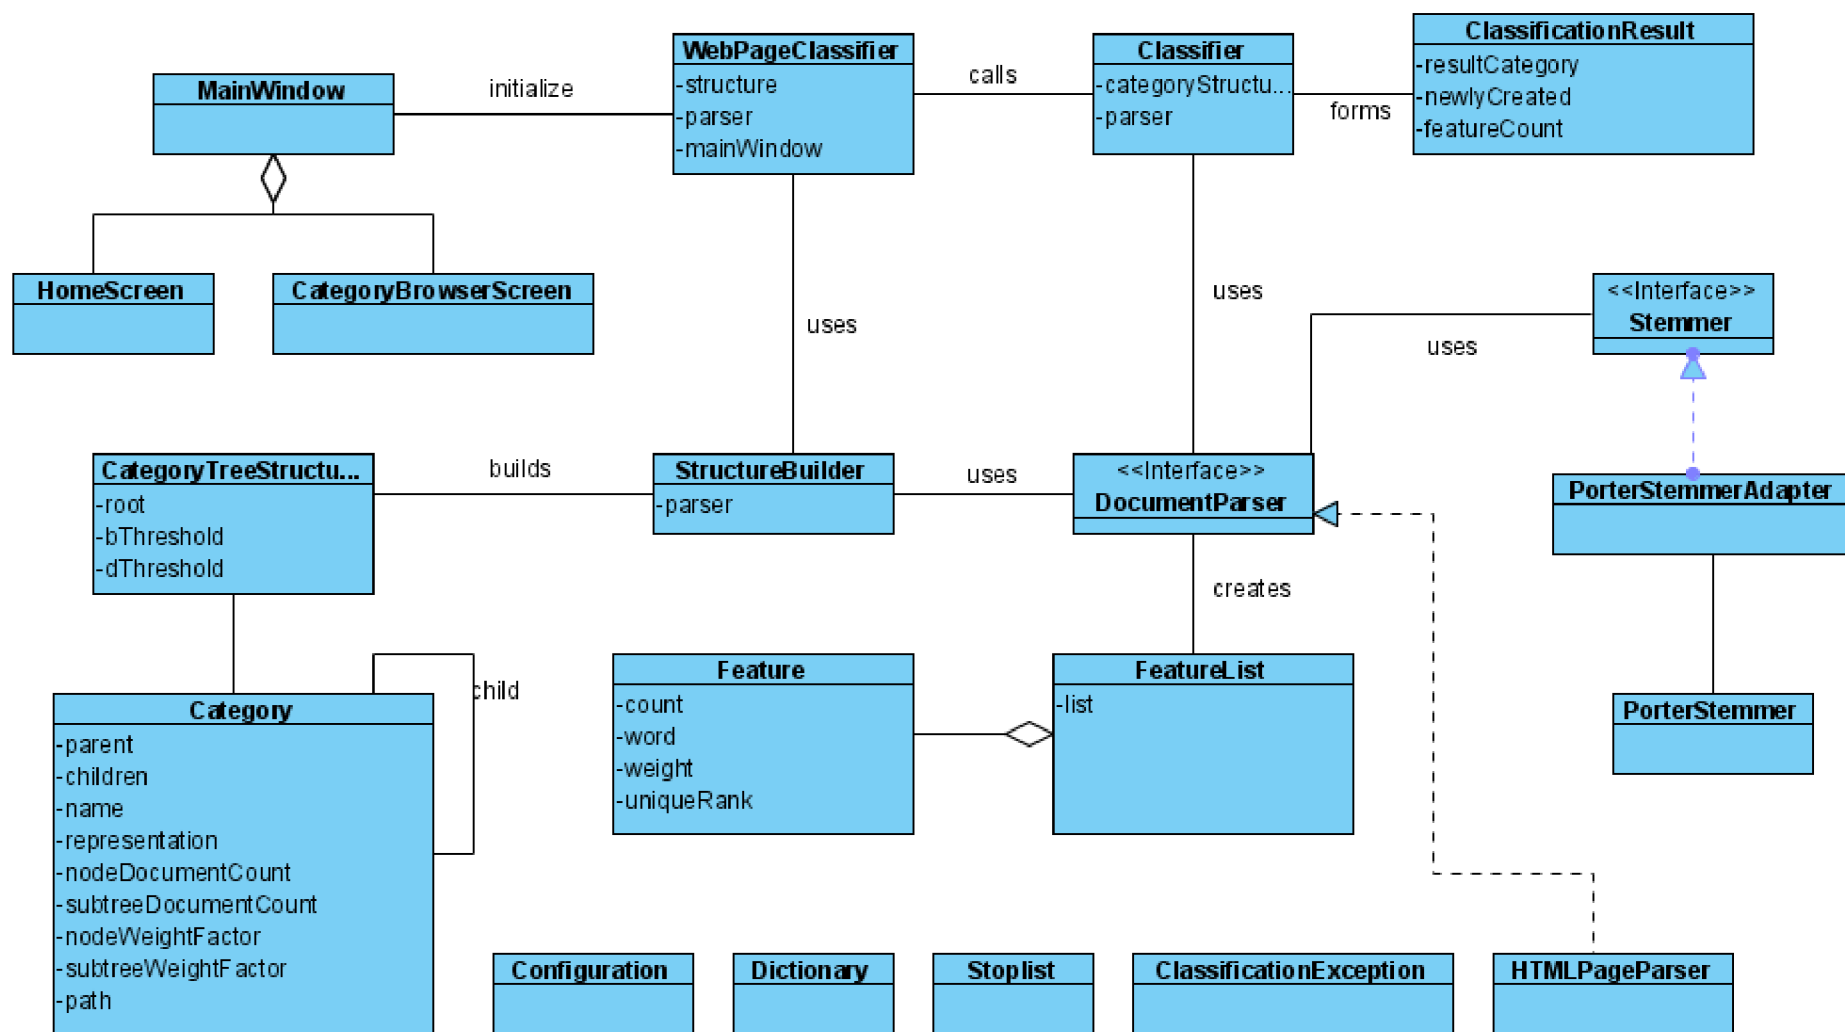 MainWindow
initialize
WebPageClassifier
-structure
-parser
-mainWindow
calls
Classifier
-categoryStructu...
-parser
forms
ClassificationResult
-resultCategory
-newlyCreated
-featureCount
HomeScreen
CategoryBrowserScreen
uses
uses
uses
<<Interface>>
Stemmer
CategoryTreeStructu...
-root
-bThreshold
-dThreshold
builds
StructureBuilder
-parser
uses
<<Interface>>
DocumentParser
PorterStemmerAdapter
creates
child
Category
-parent
-children
-name
-representation
-nodeDocumentCount
-subtreeDocumentCount
-nodeWeightFactor
-subtreeWeightFactor
-path
Feature
-count
-word
-weight
-uniqueRank
FeatureList
-list
PorterStemmer
Configuration
Dictionary
Stoplist
ClassificationException
HTMLPageParser